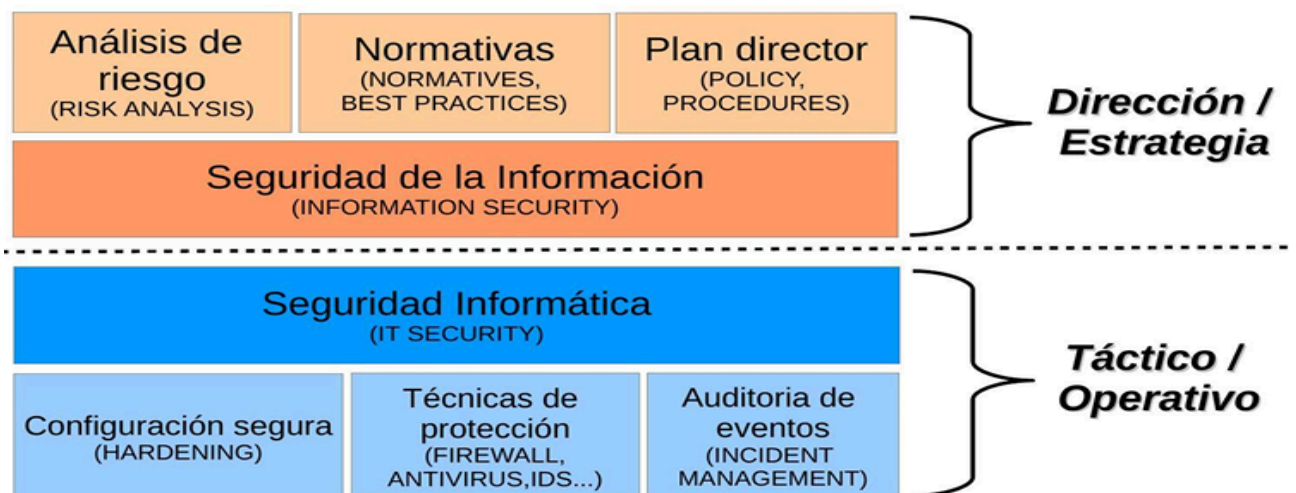 Análisis de
riesgo
(RISK ANALYSIS)
Normativas
(NORMATIVES,
BEST PRACTICES)
Plan director
(POLICY,
PROCEDURES)
Dirección /
Estrategia
Seguridad de la Información
(INFORMATION SECURITY)
Seguridad Informática
(IT SECURITY)
Táctico /
Operativo
Configuración segura
(HARDENING)
Técnicas de
protección
(FIREWALL,
ANTIVIRUS,IDS...)
Auditoria de
eventos
(INCIDENT
MANAGEMENT)